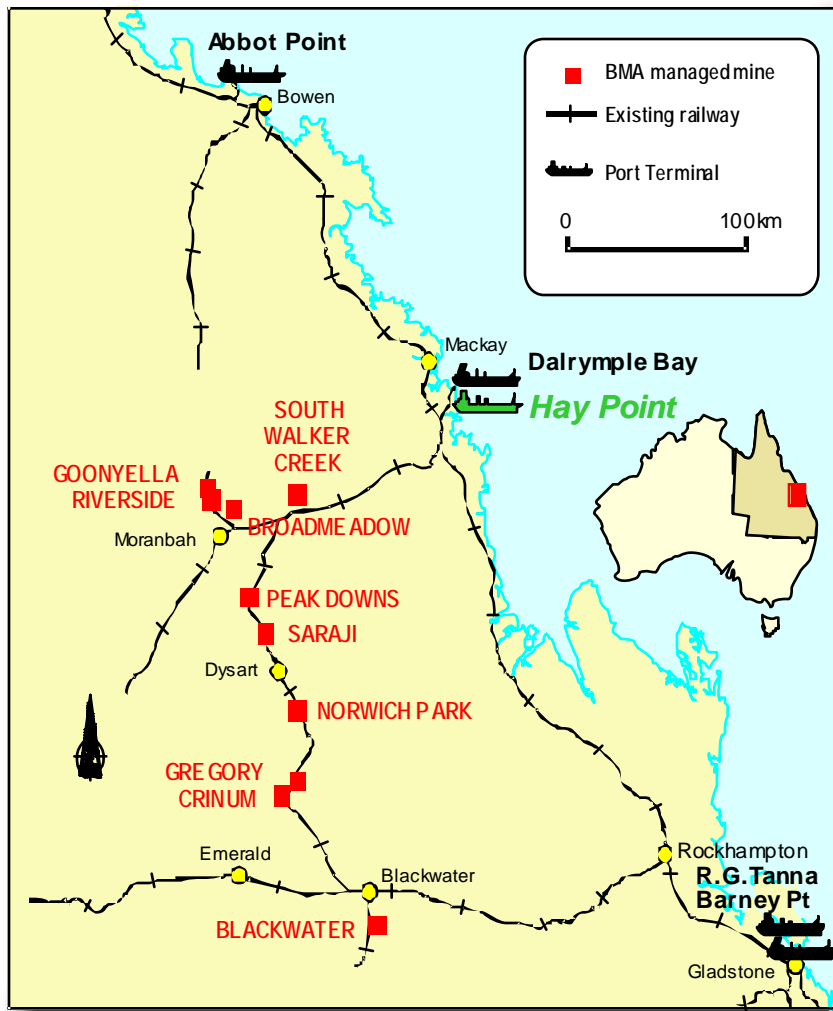 Abbot Point
Bowen
BMA managed mine
Existing railway
Port Terminal
0
100km
Mackay
Dalrymple Bay
Hay Point
SOUTH
WALKER
CREEK
GOONYELLA
RIVERSIDE
BROADMEADOW
Moranbah
PEAK DOWNS
SARAJI
Dysart
NORWICH PARK
GREGORY
CRINUM
Emerald
Blackwater
BLACKWATER
Rockhampton
R.G.Tanna
Barney Pt
Gladstone